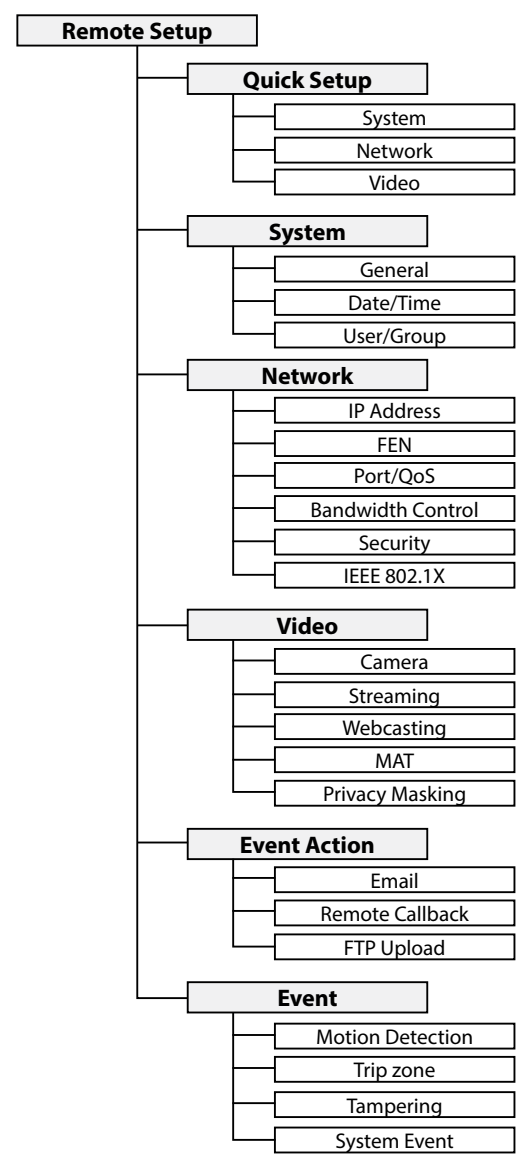 Remote Setup
Quick Setup
System
Network
Video
System
General
Date/Time
User/Group
Network
IP Address
FEN
Port/QoS
Bandwidth Control
Security
IEEE 802.1X
Video
Camera
Streaming
Webcasting
MAT
Privacy Masking
Event Action
Email
Remote Callback
FTP Upload
Event
Motion Detection
Trip zone
Tampering
System Event